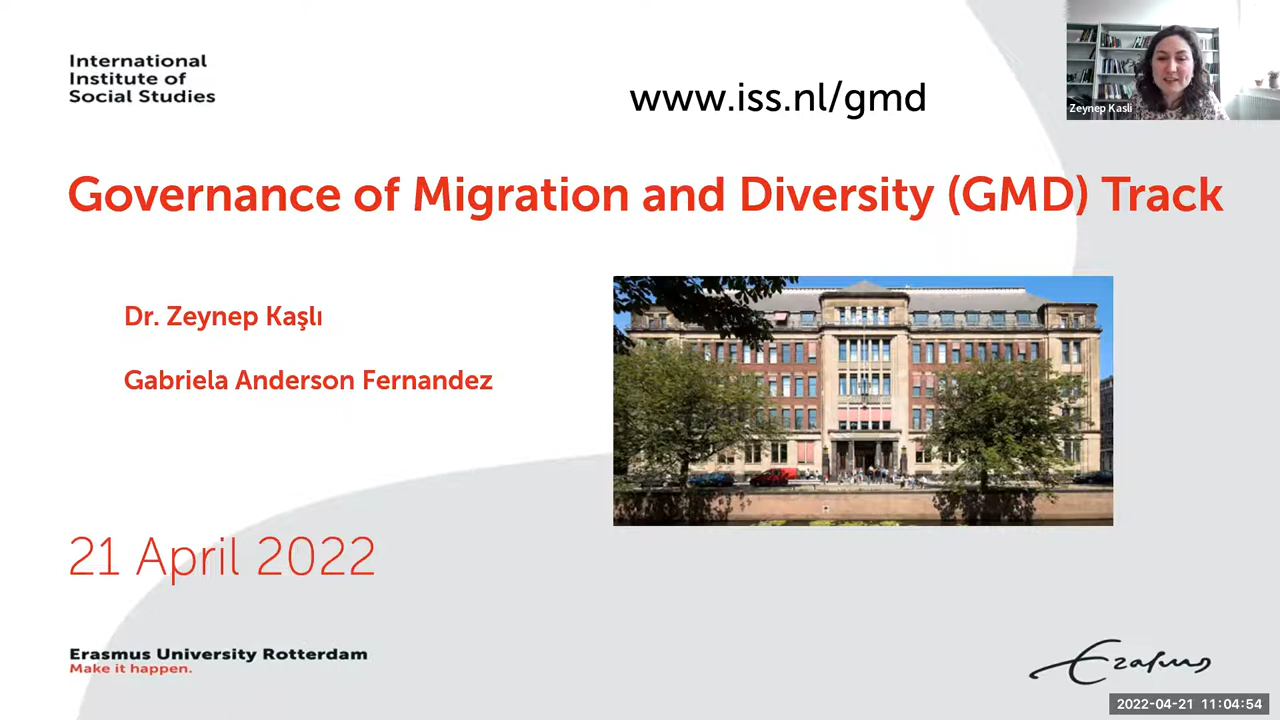 International
Institute of
Social Studies
www.iss.nl/gmd
Zeynep Kasli
Governance of Migration and Diversity (GMD) Track
Dr. Zeynep Kaşlı
Gabriela Anderson Fernandez
21 April 2022
Erasmus University Rotterdam
Make it happen.
Erasmus
2022-04-21 11:04:54